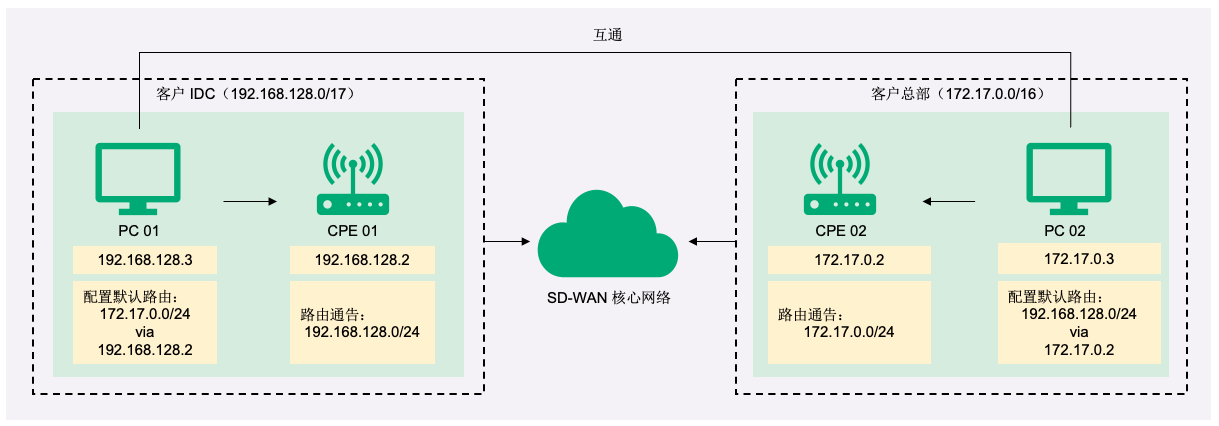 互通
客户 IDC（192.168.128.0/17）
PC 01
192.168.128.3
配置默认路由：
172.17.0.0/24
via
192.168.128.2
CPE 01
192.168.128.2
路由通告：
192.168.128.0/24
SD-WAN 核心网络
客户总部（172.17.0.0/16）
CPE 02
172.17.0.2
路由通告：
172.17.0.0/24
PC 02
172.17.0.3
配置默认路由：
192.168.128.0/24
via
172.17.0.2